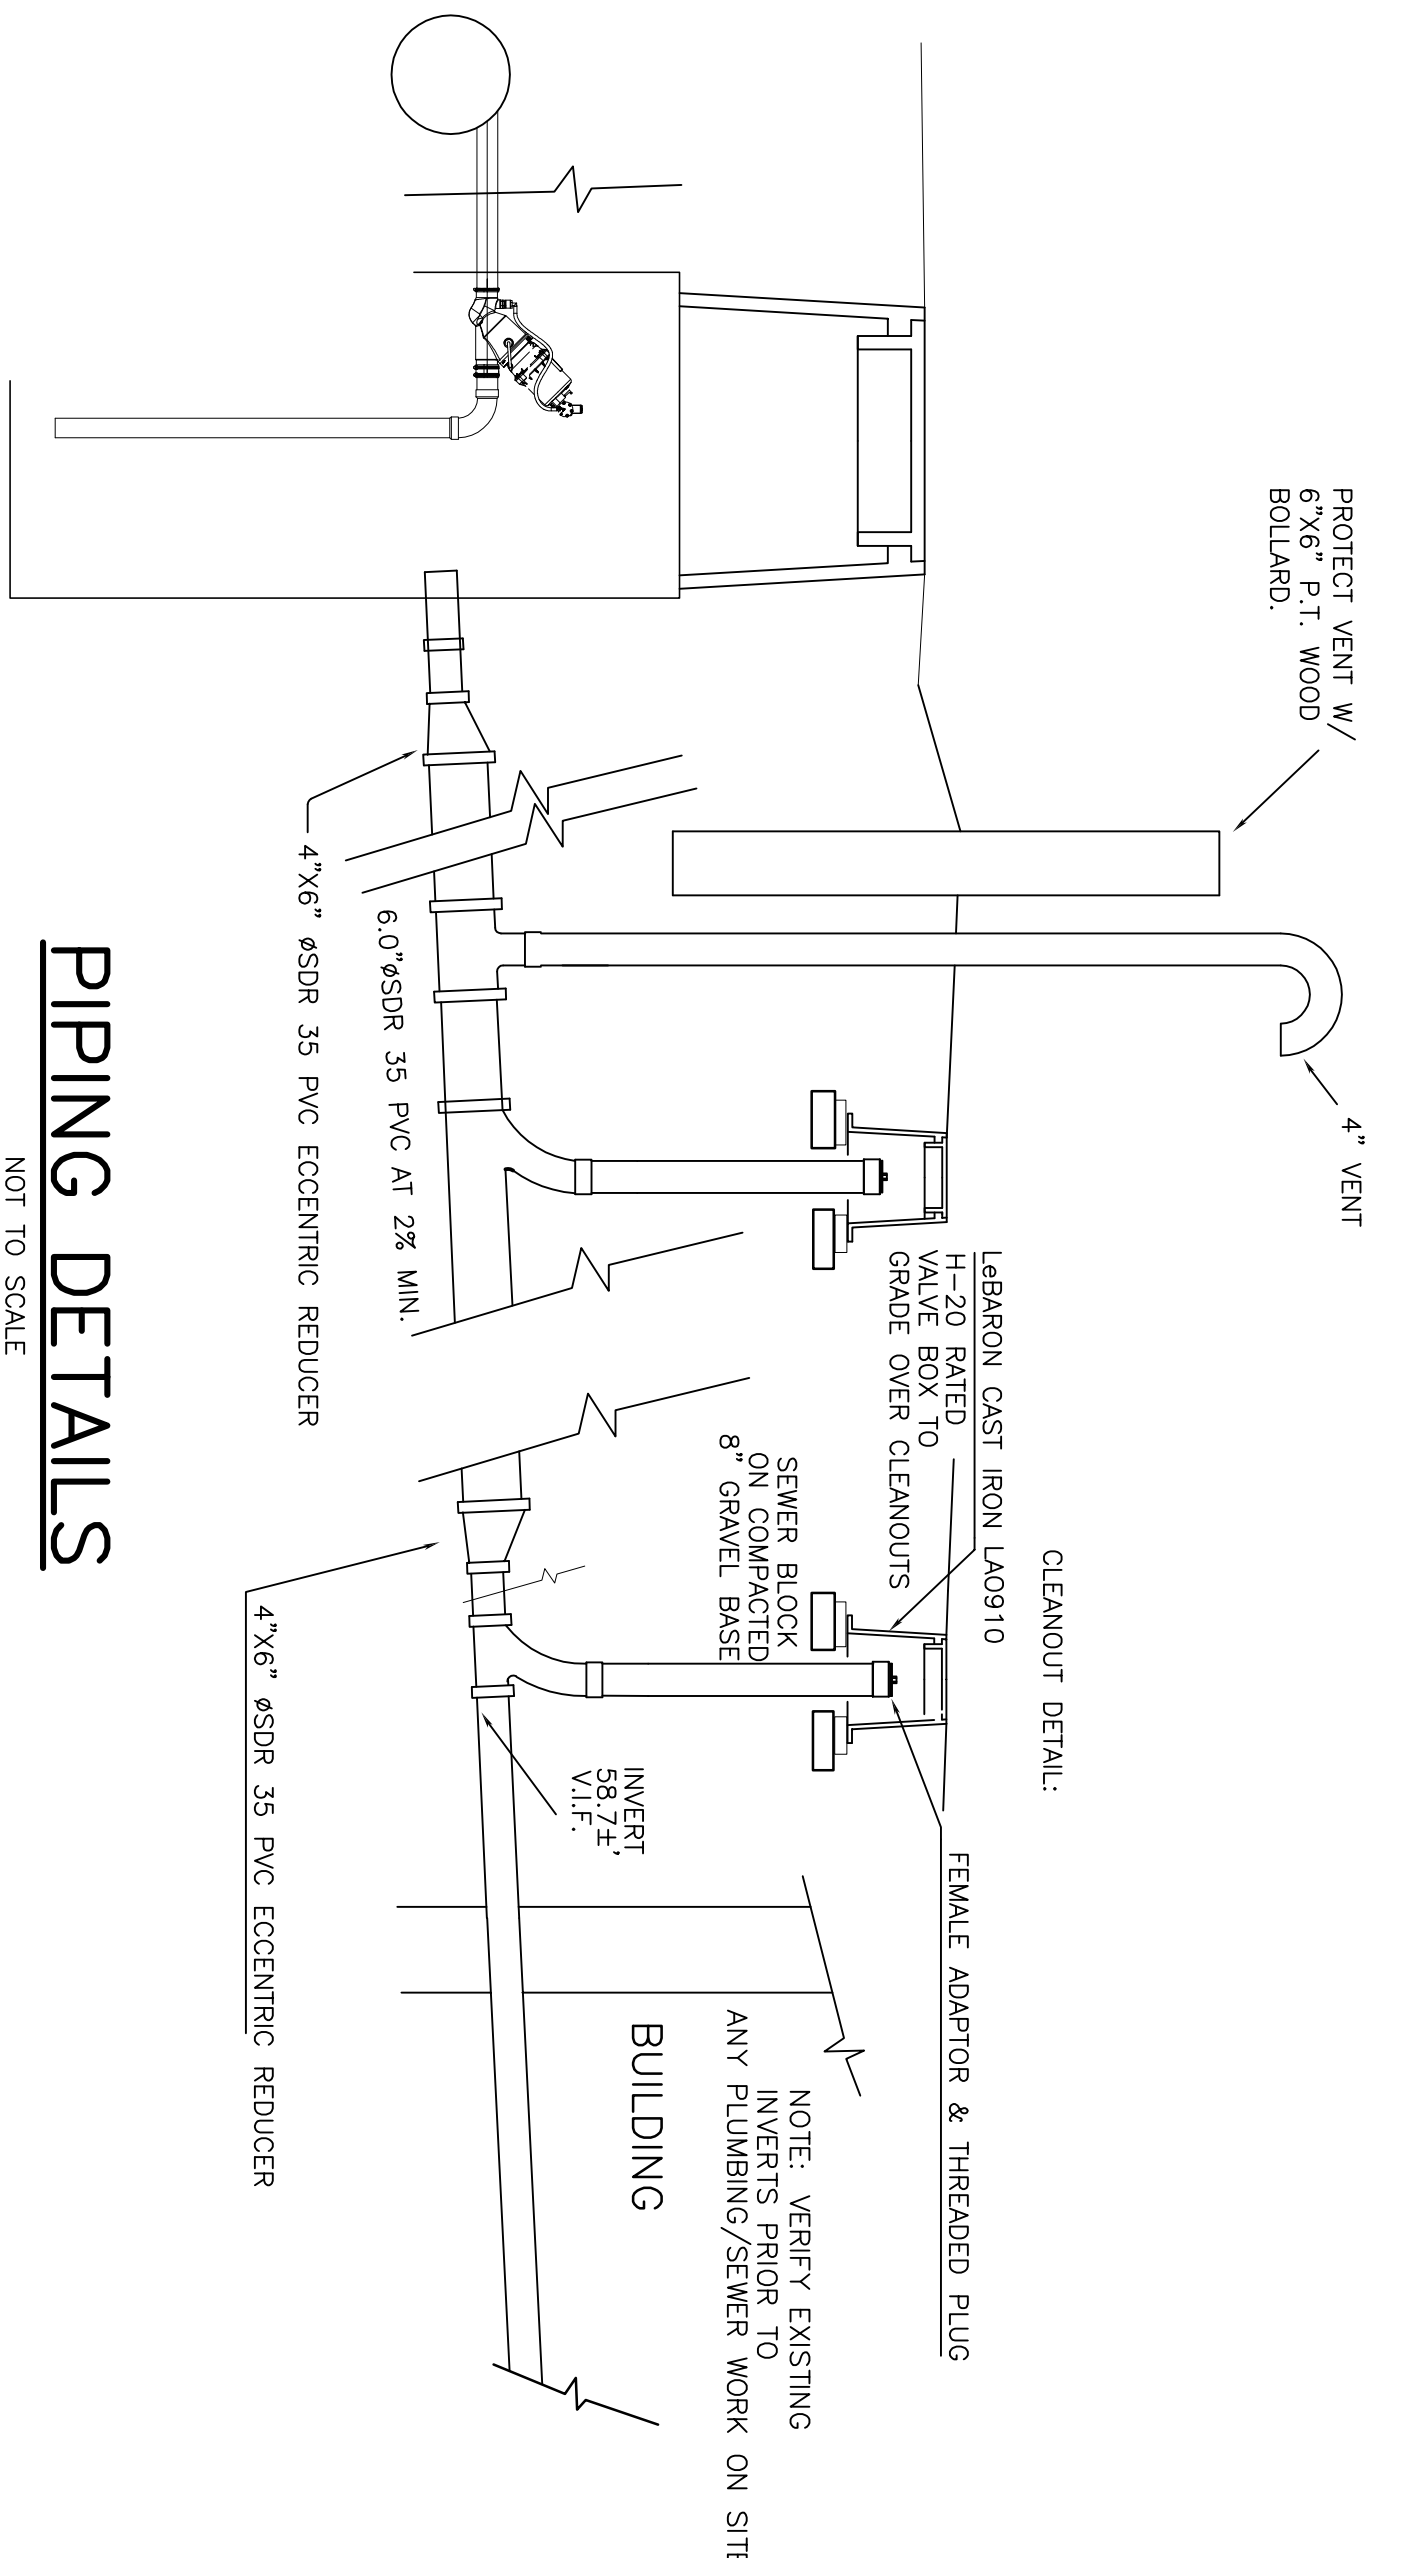 PROTECT VENT W/
6"X6" P.T. WOOD
BOLLARD.
4" VENT
CLEANOUT DETAIL:
LeBARON CAST IRON LA0910
H-20 RATED
VALVE BOX TO
GRADE OVER CLEANOUTS
FEMALE ADAPTOR & THREADED PLUG
SEWER BLOCK
ON COMPACTED
8" GRAVEL BASE
NOTE: VERIFY EXISTING
INVERTS PRIOR TO
ANY PLUMBING/SEWER WORK ON SITE
INVERT
58.7±'
V.I.F.
BUILDING
6.0"øSDR 35 PVC AT 2% MIN.
4"X6" øSDR 35 PVC ECCENTRIC REDUCER
4"X6" øSDR 35 PVC ECCENTRIC REDUCER
PIPING DETAILS
NOT TO SCALE